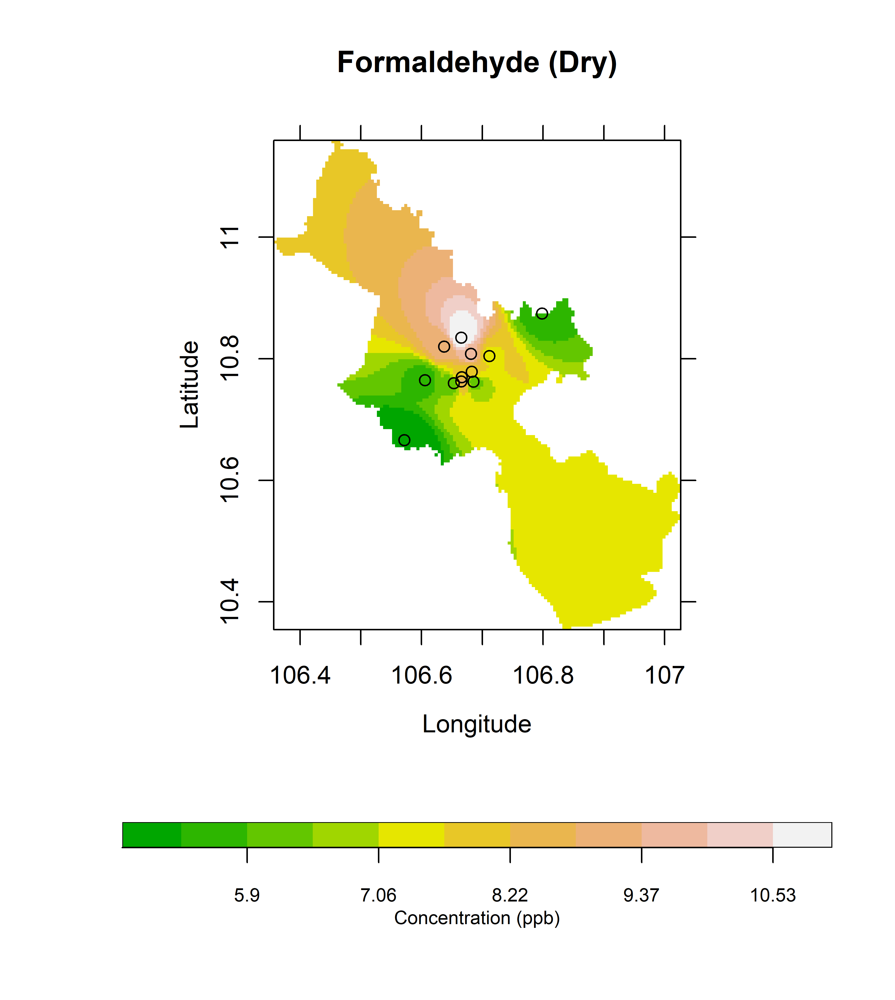 Formaldehyde (Dry)
11
10.8
10.6
10.4
Latitude
106.4 106.6 106.8 107
Longitude
5.9 7.06 8.22 9.37 10.53
Concentration (ppb)